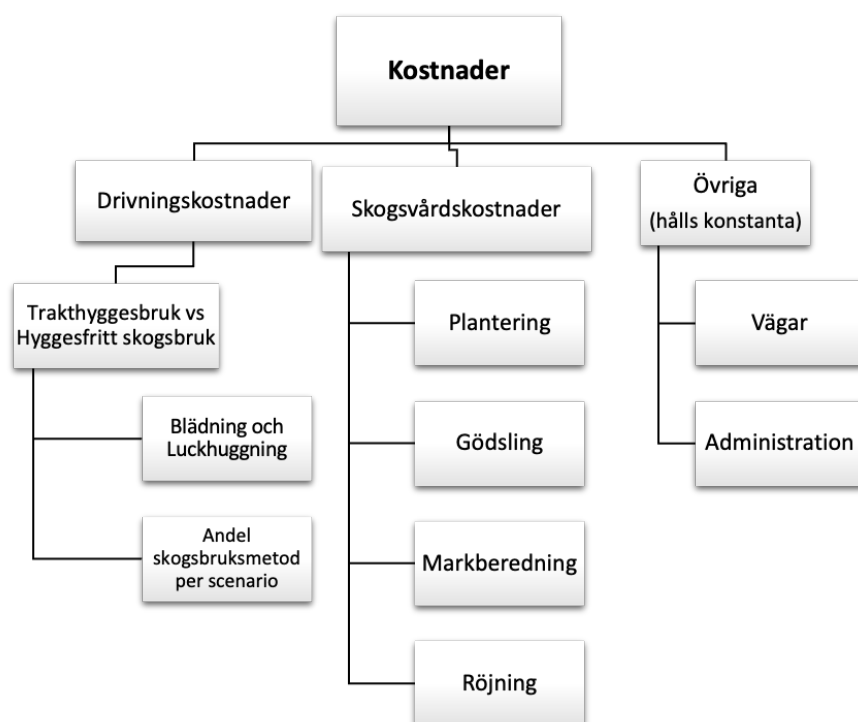 Kostnader
Drivningskostnader
Trakthyggesbruk vs
Hyggesfritt skogsbruk
Blädning och
Luckhuggning
Andel
skogsbruksmetod
per scenario
Skogsvårdskostnader
Plantering
Gödsling
Markberedning
Röjning
Övriga
(hålls konstanta)
Vägar
Administration